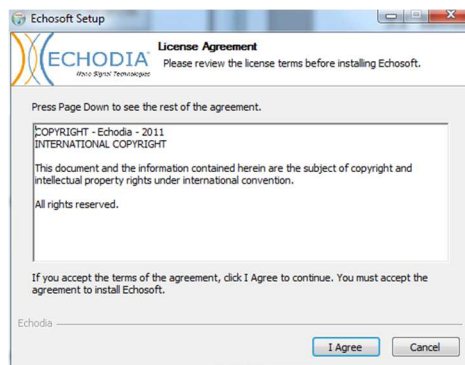 Echosoft Setup
ECHODIA
Nano Signal Technologies
License Agreement
Please review the license terms before installing Echosoft.
Press Page Down to see the rest of the agreement.
COPYRIGHT - Echodia - 2011
INTERNATIONAL COPYRIGHT
This document and the information contained herein are the subject of copyright and
intellectual property rights under international convention.
All rights reserved.
If you accept the terms of the agreement, click I Agree to continue. You must accept the
agreement to install Echosoft.
Echodia
I Agree
Cancel